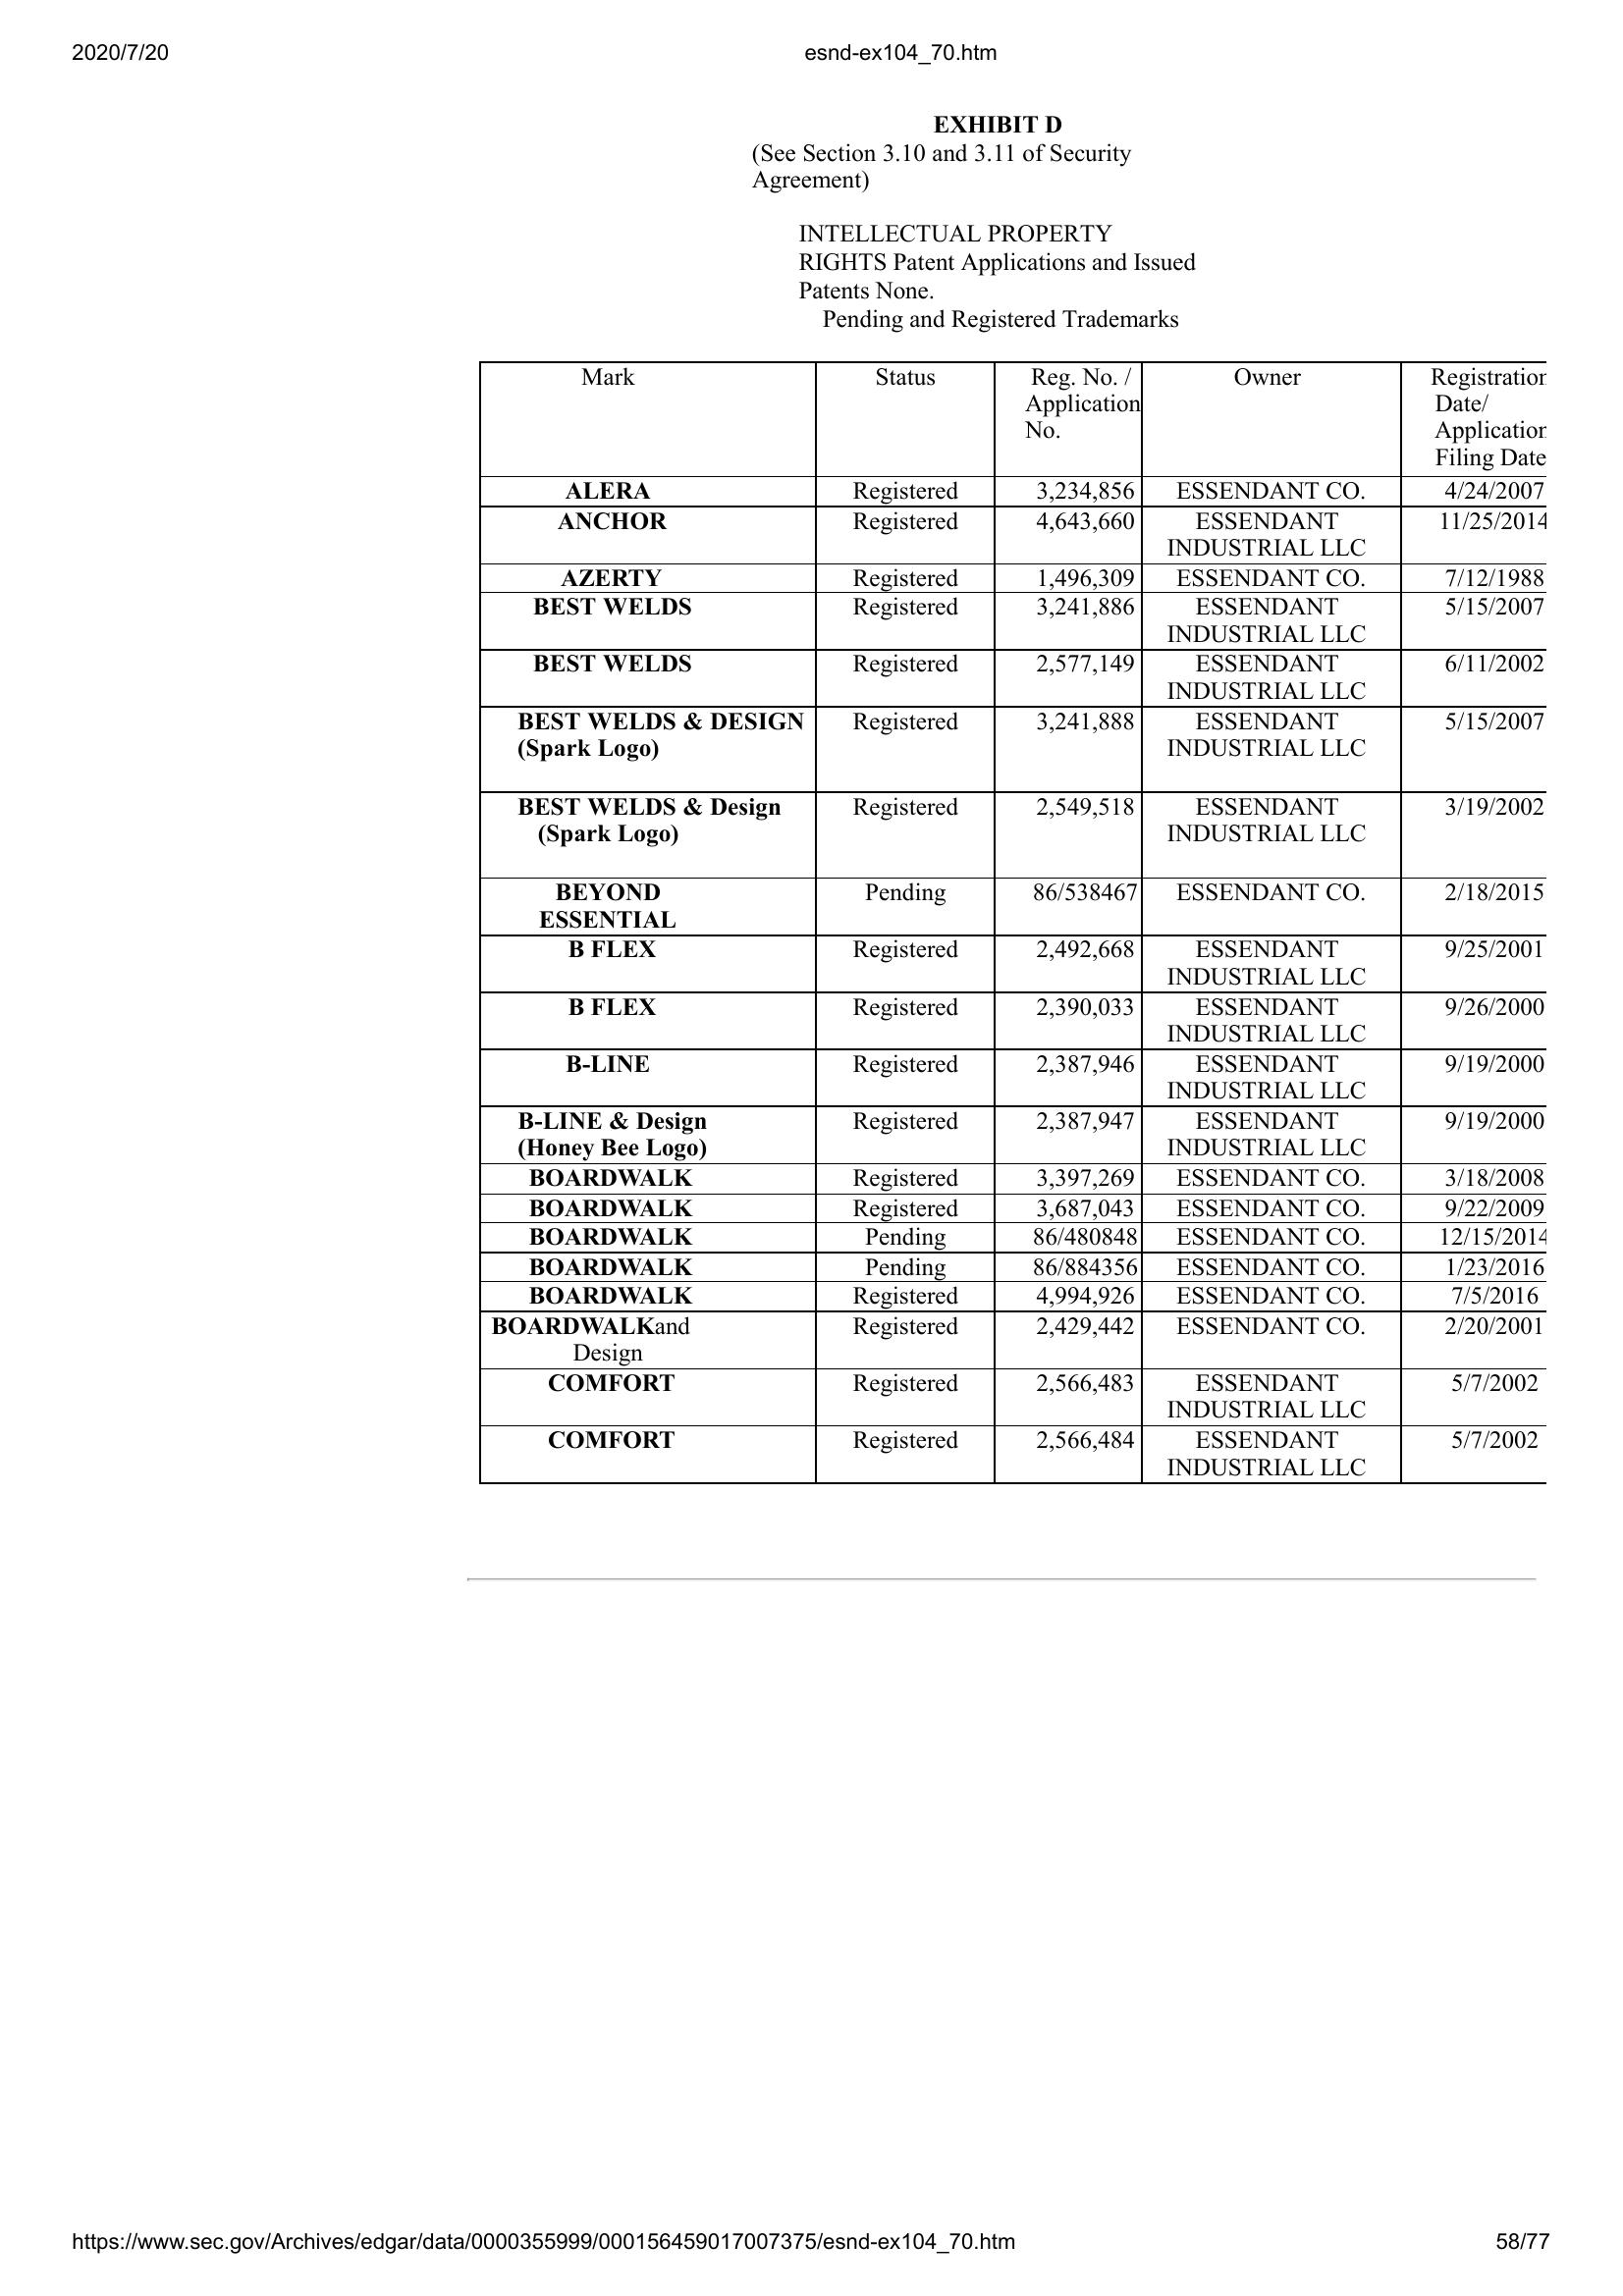 2020/7/20 esnd-ex104_70.htm
EXHIBIT D
(See Section 3.10 and 3.11 of Security
Agreement)
INTELLECTUAL PROPERTY
RIGHTS Patent Applications and Issued
Patents None.
Pending and Registered Trademarks
Mark Status Reg. No. / Owner Registration
Application Date/
No. Application
Filing Date
ALERA Registered 3,234,856 ESSENDANT CO. 4/24/2007
ANCHOR Registered 4,643,660 ESSENDANT 11/25/2014
INDUSTRIAL LLC
AZERTY Registered 1,496,309 ESSENDANT CO. 7/12/1988
BEST WELDS Registered 3,241,886 ESSENDANT 5/15/2007
INDUSTRIAL LLC
BEST WELDS Registered 2,577,149 ESSENDANT 6/11/2002
INDUSTRIAL LLC
BEST WELDS & DESIGN Registered 3,241,888 ESSENDANT 5/15/2007
(Spark Logo) INDUSTRIAL LLC
BEST WELDS & Design Registered 2,549,518 ESSENDANT 3/19/2002
(Spark Logo) INDUSTRIAL LLC
BEYOND Pending 86/538467 ESSENDANT CO. 2/18/2015
ESSENTIAL
B FLEX Registered 2,492,668 ESSENDANT 9/25/2001
INDUSTRIAL LLC
B FLEX Registered 2,390,033 ESSENDANT 9/26/2000
INDUSTRIAL LLC
B-LINE Registered 2,387,946 ESSENDANT 9/19/2000
INDUSTRIAL LLC
B-LINE & Design Registered 2,387,947 ESSENDANT 9/19/2000
(Honey Bee Logo) INDUSTRIAL LLC
BOARDWALK Registered 3,397,269 ESSENDANT CO. 3/18/2008
BOARDWALK Registered 3,687,043 ESSENDANT CO. 9/22/2009
BOARDWALK Pending 86/480848 ESSENDANT CO. 12/15/2014
BOARDWALK Pending 86/884356 ESSENDANT CO. 1/23/2016
BOARDWALK Registered 4,994,926 ESSENDANT CO. 7/5/2016
BOARDWALKand Registered 2,429,442 ESSENDANT CO. 2/20/2001
Design
COMFORT Registered 2,566,483 ESSENDANT 5/7/2002
INDUSTRIAL LLC
COMFORT Registered 2,566,484 ESSENDANT 5/7/2002
INDUSTRIAL LLC
https://www.sec.gov/Archives/edgar/data/0000355999/000156459017007375/esnd-ex104_70.htm 58/77